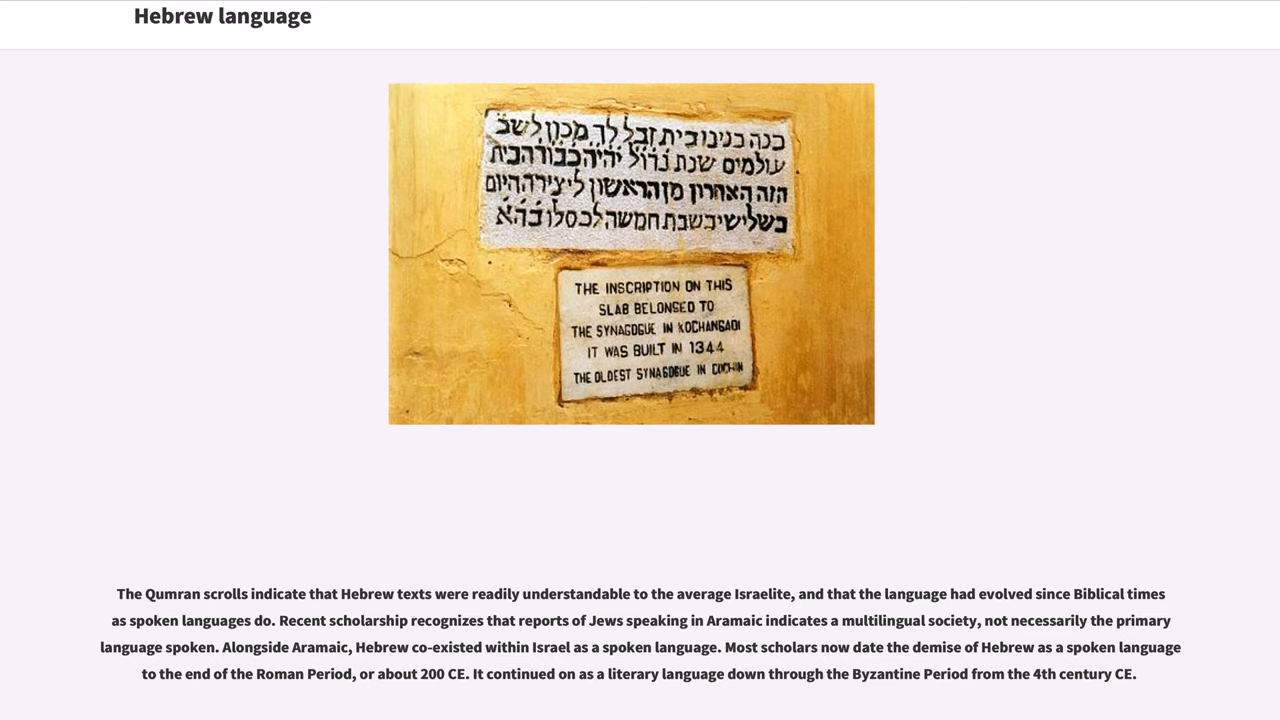 Hebrew language
בנה בנינו בית זבל לך מכון לשב
עולמים שנת גדול יהיה כבוד הבית
הזה האחרון מן הראשון ליצירה היום
בשלישי בשבת חמשה לכסלו בהא
THE INSCRIPTION ON THIS
SLAB BELONGED TO
THE SYNAGOGUE IN KOCHANGADI
IT WAS BUILT IN 1344
THE OLDEST SYNAGOGUE IN COCHIN
The Qumran scrolls indicate that Hebrew texts were readily understandable to the average Israelite, and that the language had evolved since Biblical times
as spoken languages do. Recent scholarship recognizes that reports of Jews speaking in Aramaic indicates a multilingual society, not necessarily the primary
language spoken. Alongside Aramaic, Hebrew co-existed within Israel as a spoken language. Most scholars now date the demise of Hebrew as a spoken language
to the end of the Roman Period, or about 200 CE. It continued on as a literary language down through the Byzantine Period from the 4th century CE.